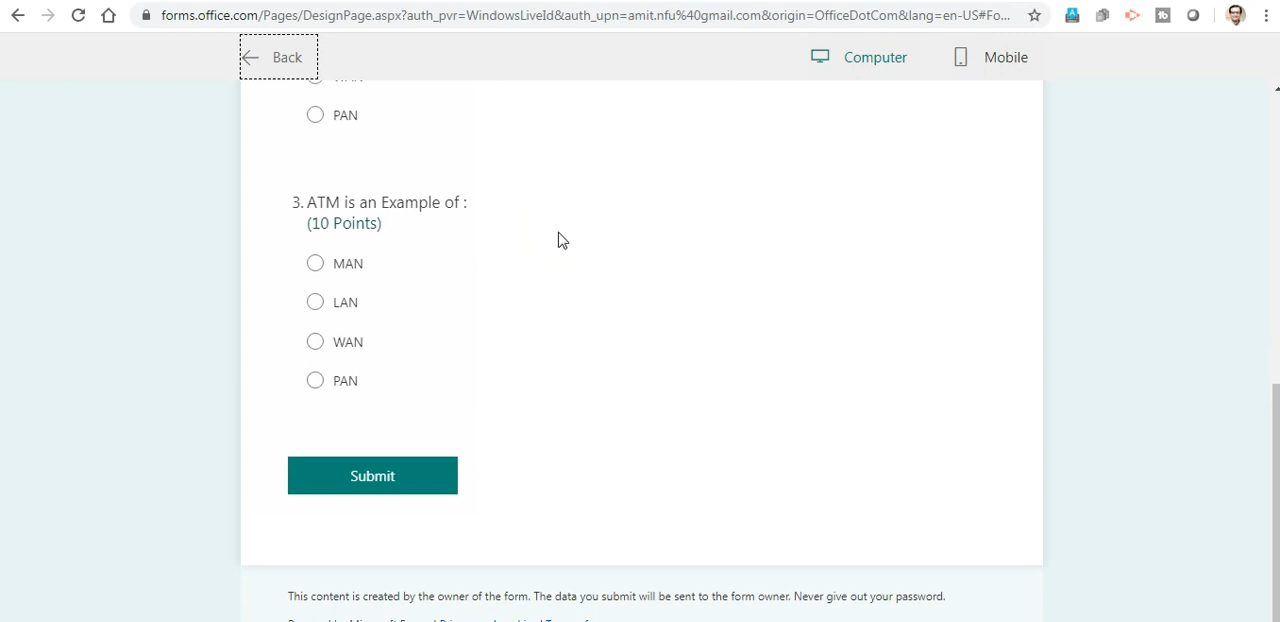 forms.office.com/Pages/DesignPage.aspx?auth_pvr=WindowsLiveId&auth_upn=amit.nfu%40gmail.com&origin=OfficeDotCom&lang=en-US#Fo...
Back
Computer
Mobile
PAN
3. ATM is an Example of :
(10 Points)
MAN
LAN
WAN
PAN
Submit
This content is created by the owner of the form. The data you submit will be sent to the form owner. Never give out your password.